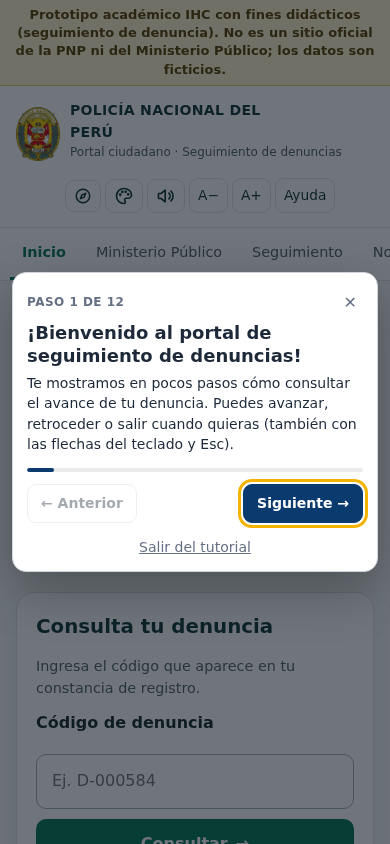 Prototipo académico IHC con fines didácticos
(seguimiento de denuncia). No es un sitio oficial
de la PNP ni del Ministerio Público; los datos son
ficticios.
POLICÍA NACIONAL DEL
PERÚ
Portal ciudadano · Seguimiento de denuncias
A− A+ Ayuda
Inicio Ministerio Público Seguimiento No
PASO 1 DE 12 ✕
¡Bienvenido al portal de
seguimiento de denuncias!
Te mostramos en pocos pasos cómo consultar
el avance de tu denuncia. Puedes avanzar,
retroceder o salir cuando quieras (también con
las flechas del teclado y Esc).
← Anterior Siguiente →
Salir del tutorial
Consulta tu denuncia
Ingresa el código que aparece en tu
constancia de registro.
Código de denuncia
Ej. D-000584
Consultar →